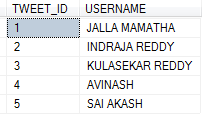 TWEET_ID USERNAME
1 JALLA MAMATHA
2 INDRAJA REDDY
3 KULASEKAR REDDY
4 AVINASH
5 SAI AKASH